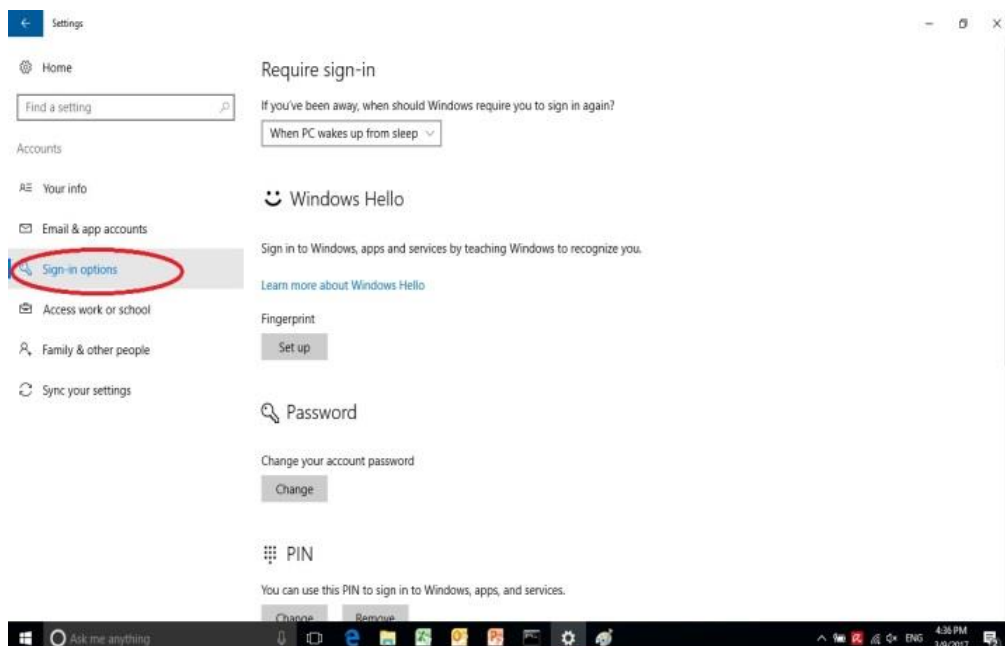 Settings
Home
Find a setting
Accounts
Your info
Email & app accounts
Sign-in options
Access work or school
Family & other people
Sync your settings
Require sign-in
If you've been away, when should Windows require you to sign in again?
When PC wakes up from sleep
Windows Hello
Sign in to Windows, apps and services by teaching Windows to recognize you.
Learn more about Windows Hello
Fingerprint
Set up
Password
Change your account password
Change
PIN
You can use this PIN to sign in to Windows, apps, and services.
Change Remove
Ask me anything
ENG
4:36 PM
3/9/2017